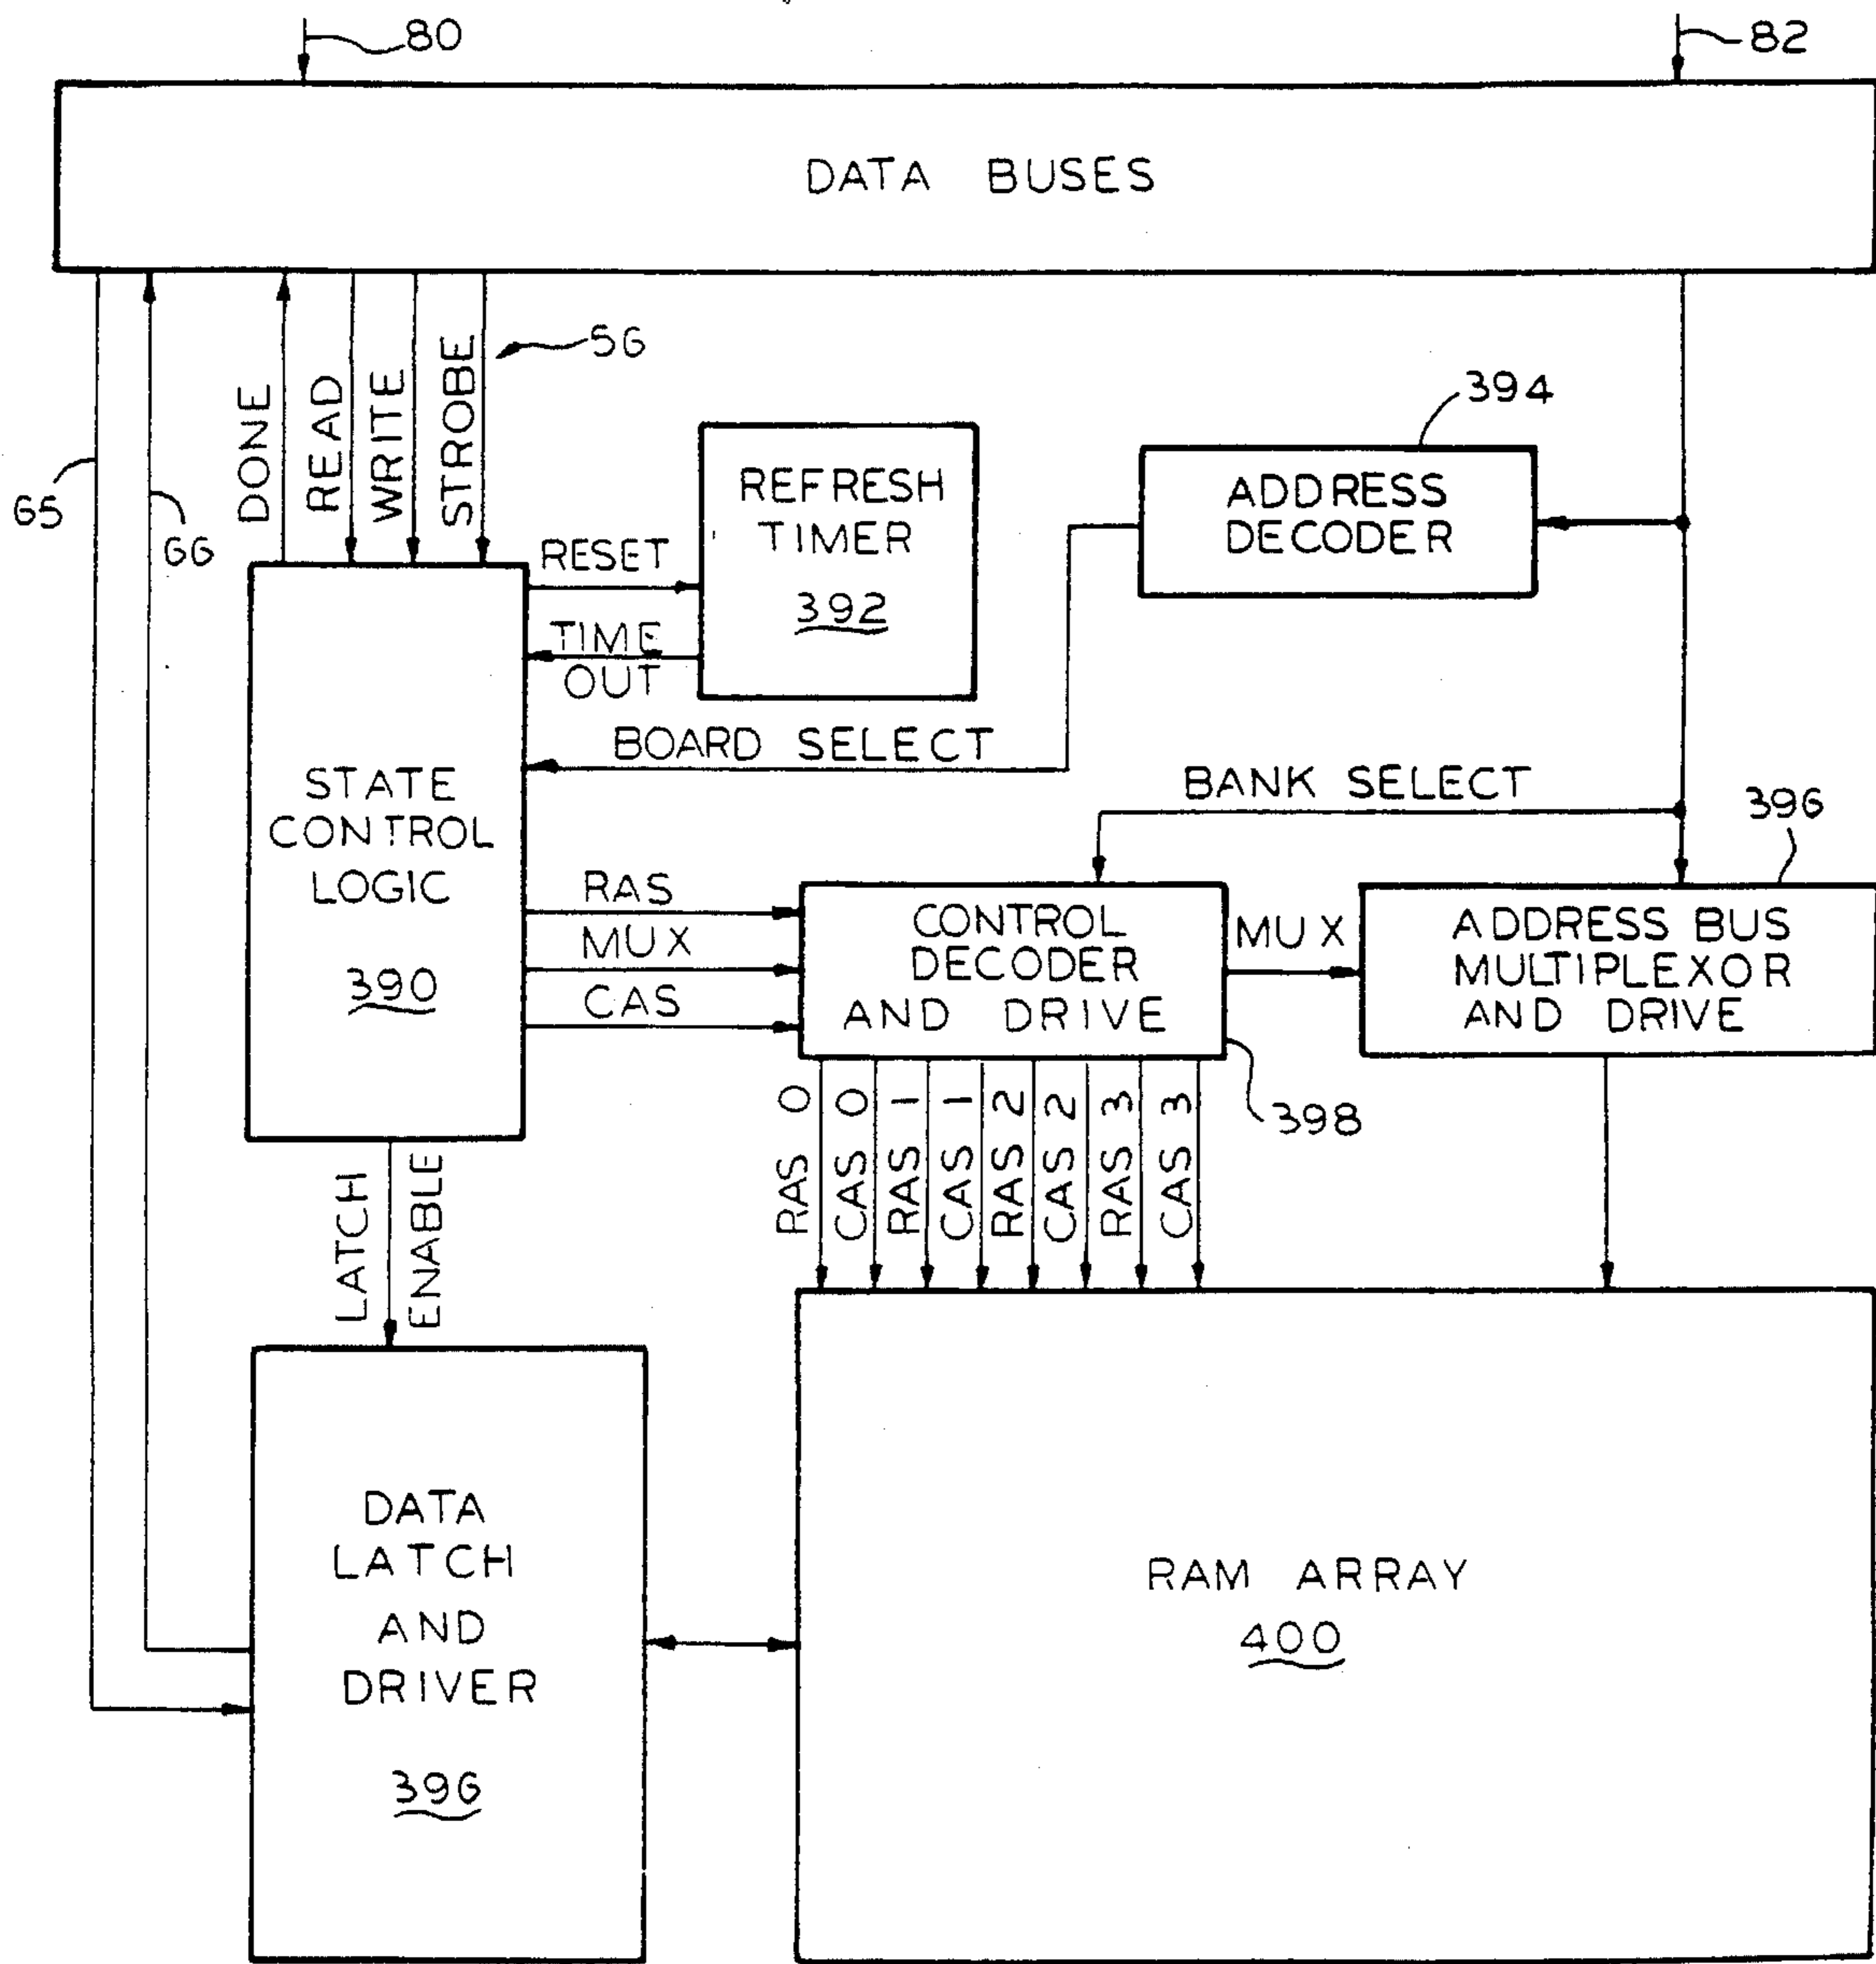 80
82
DATA BUSES
56
DONE
READ
WRITE
STROBE
65
66
394
REFRESH
TIMER
392
ADDRESS
DECODER
RESET
TIME
OUT
BOARD SELECT
BANK SELECT
396
STATE
CONTROL
LOGIC
390
RAS
MUX
CAS
CONTROL
DECODER
AND DRIVE
MUX
ADDRESS BUS
MULTIPLEXOR
AND DRIVE
398
RAS 0
CAS 0
RAS 1
CAS 1
RAS 2
CAS 2
RAS 3
CAS 3
LATCH
ENABLE
DATA
LATCH
AND
DRIVER
396
RAM ARRAY
400